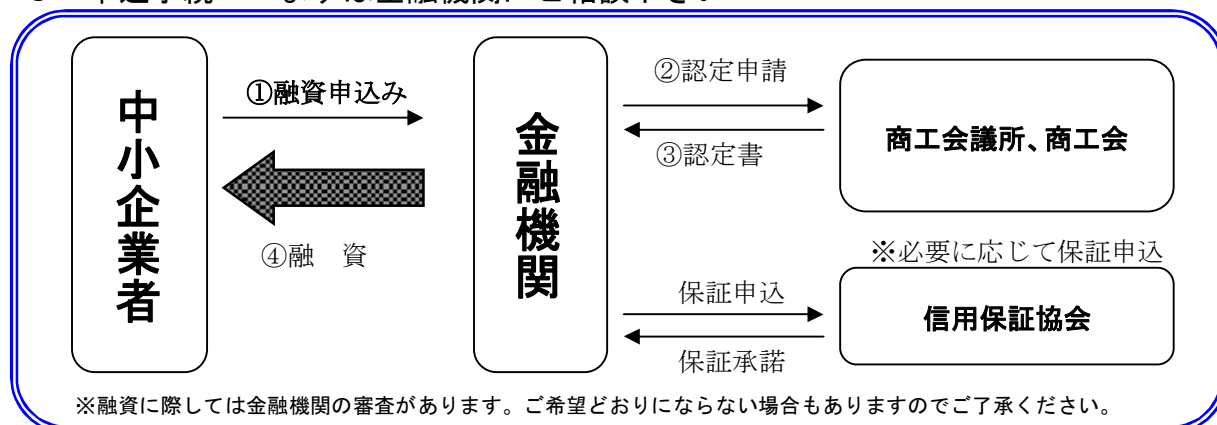 中小企業者
①融資申込み
④融　資
金融機関
②認定申請
③認定書
商工会議所、商工会
※必要に応じて保証申込
保証申込
保証承諾
信用保証協会
※融資に際しては金融機関の審査があります。ご希望どおりにならない場合もありますのでご了承ください。